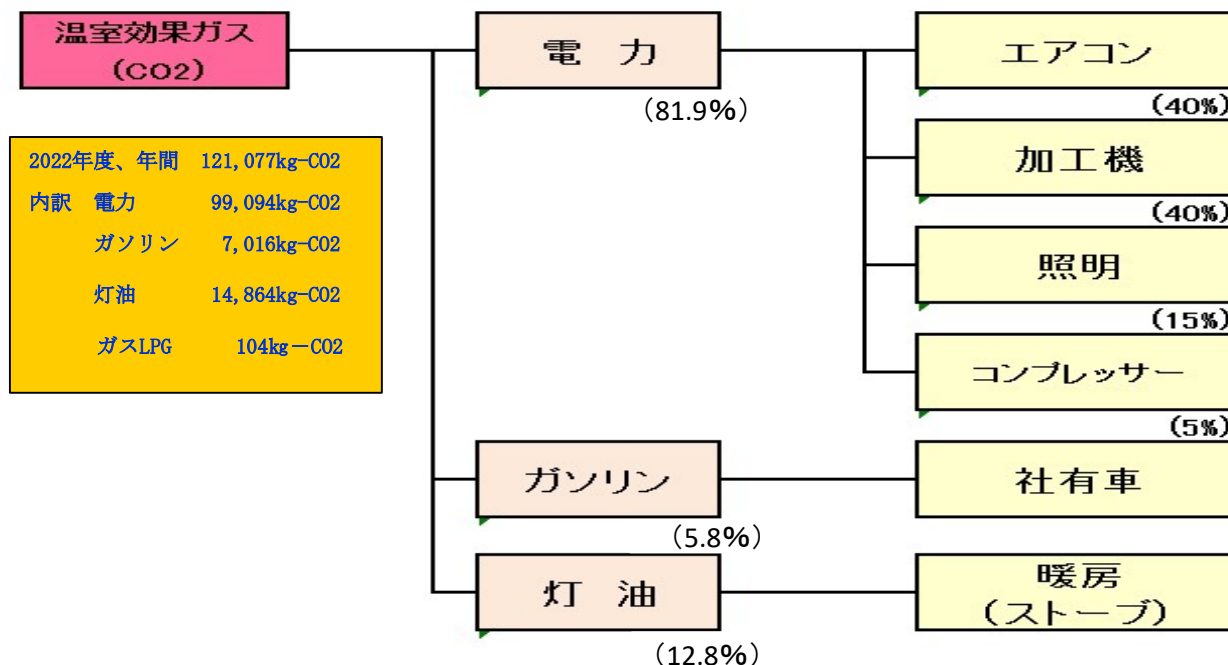 温室効果ガス
(CO2)
電 力
(81.9%)
エアコン
(40%)
加工機
(40%)
照明
(15%)
コンプレッサー
(5%)
2022年度、年間 121,077kg-CO2
内訳 電力 99,094kg-CO2
ガソリン 7,016kg-CO2
灯油 14,864kg-CO2
ガスLPG 104kg－CO2
ガソリン
(5.8%)
社有車
灯 油
(12.8%)
暖房
(ストーブ)